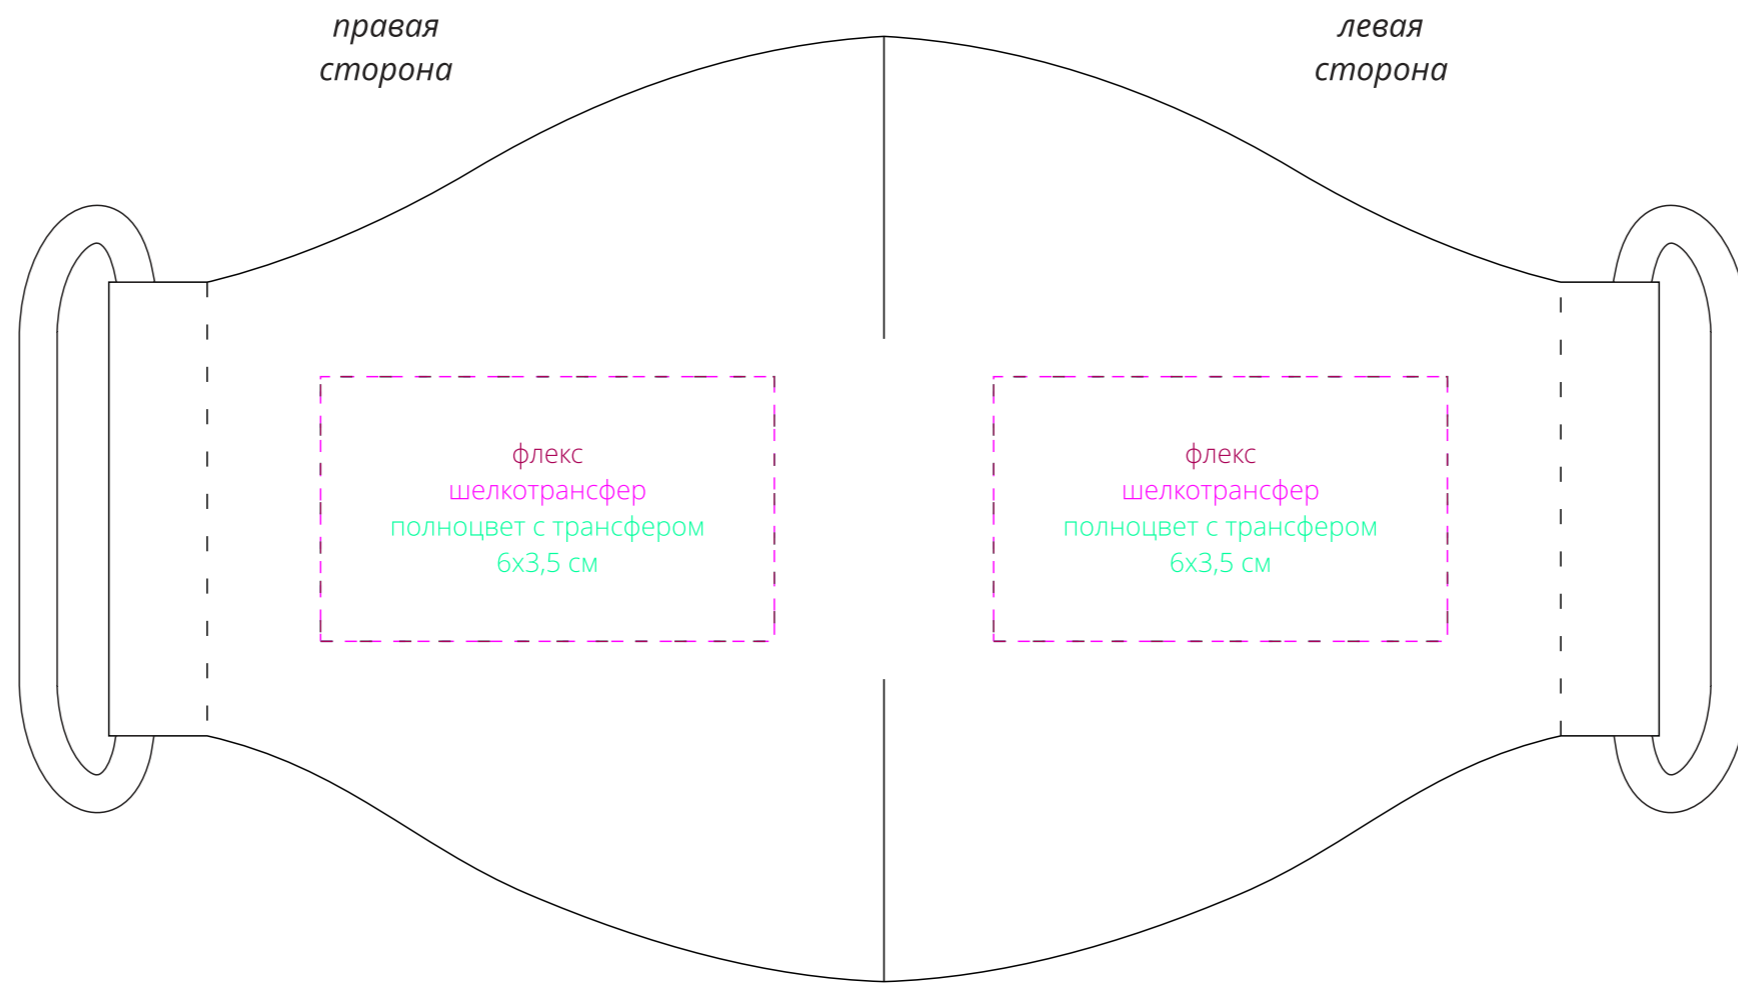 правая
сторона
левая
сторона
флекс
шелкотрансфер
полноцвет с трансфером
6х3,5 см
флекс
шелкотрансфер
полноцвет с трансфером
6х3,5 см